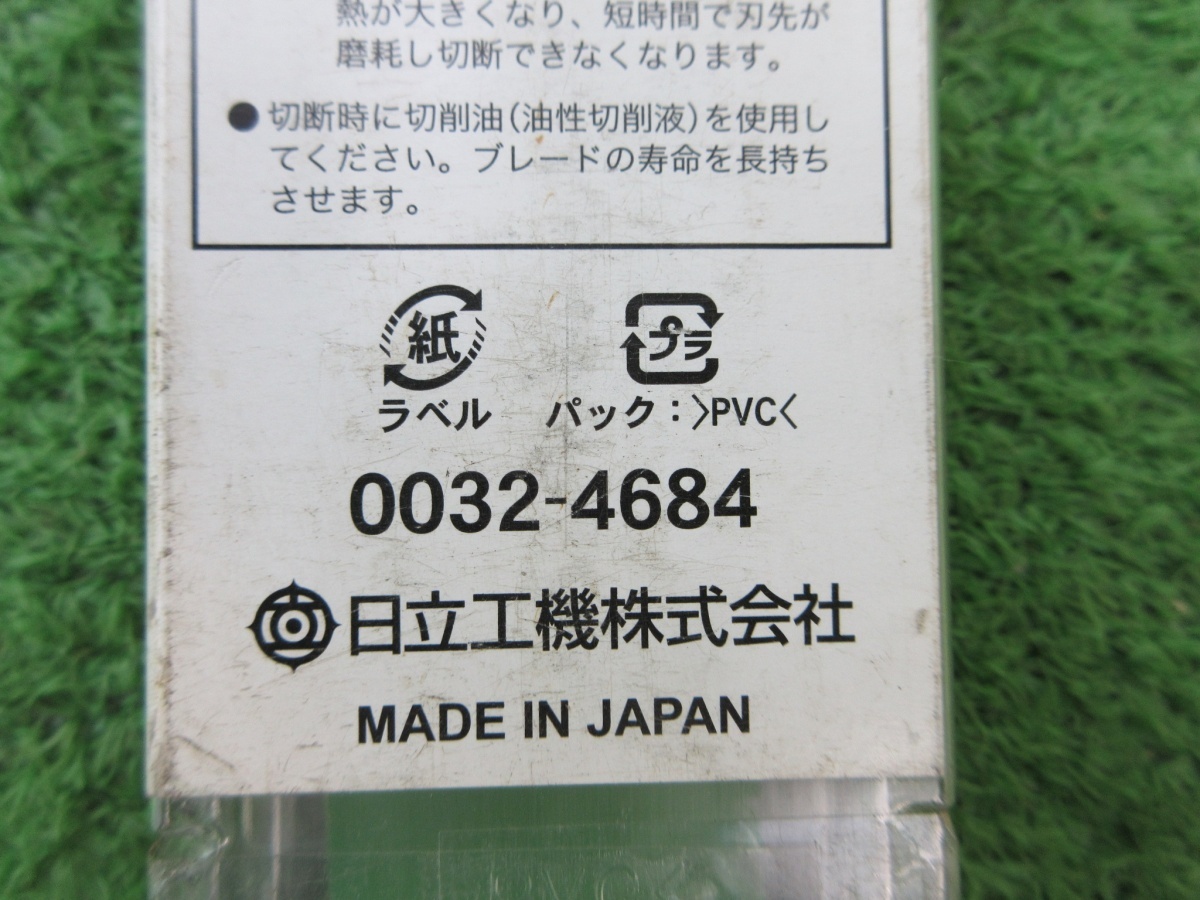 熱が大きくなり、短時間で刃先が
磨耗し切断できなくなります。
●切断時に切削油(油性切削液)を使用し
てください。ブレードの寿命を長持ち
させます。
紙 プラ
ラベル パック:>PVC<
0032-4684
日立工機株式会社
MADE IN JAPAN